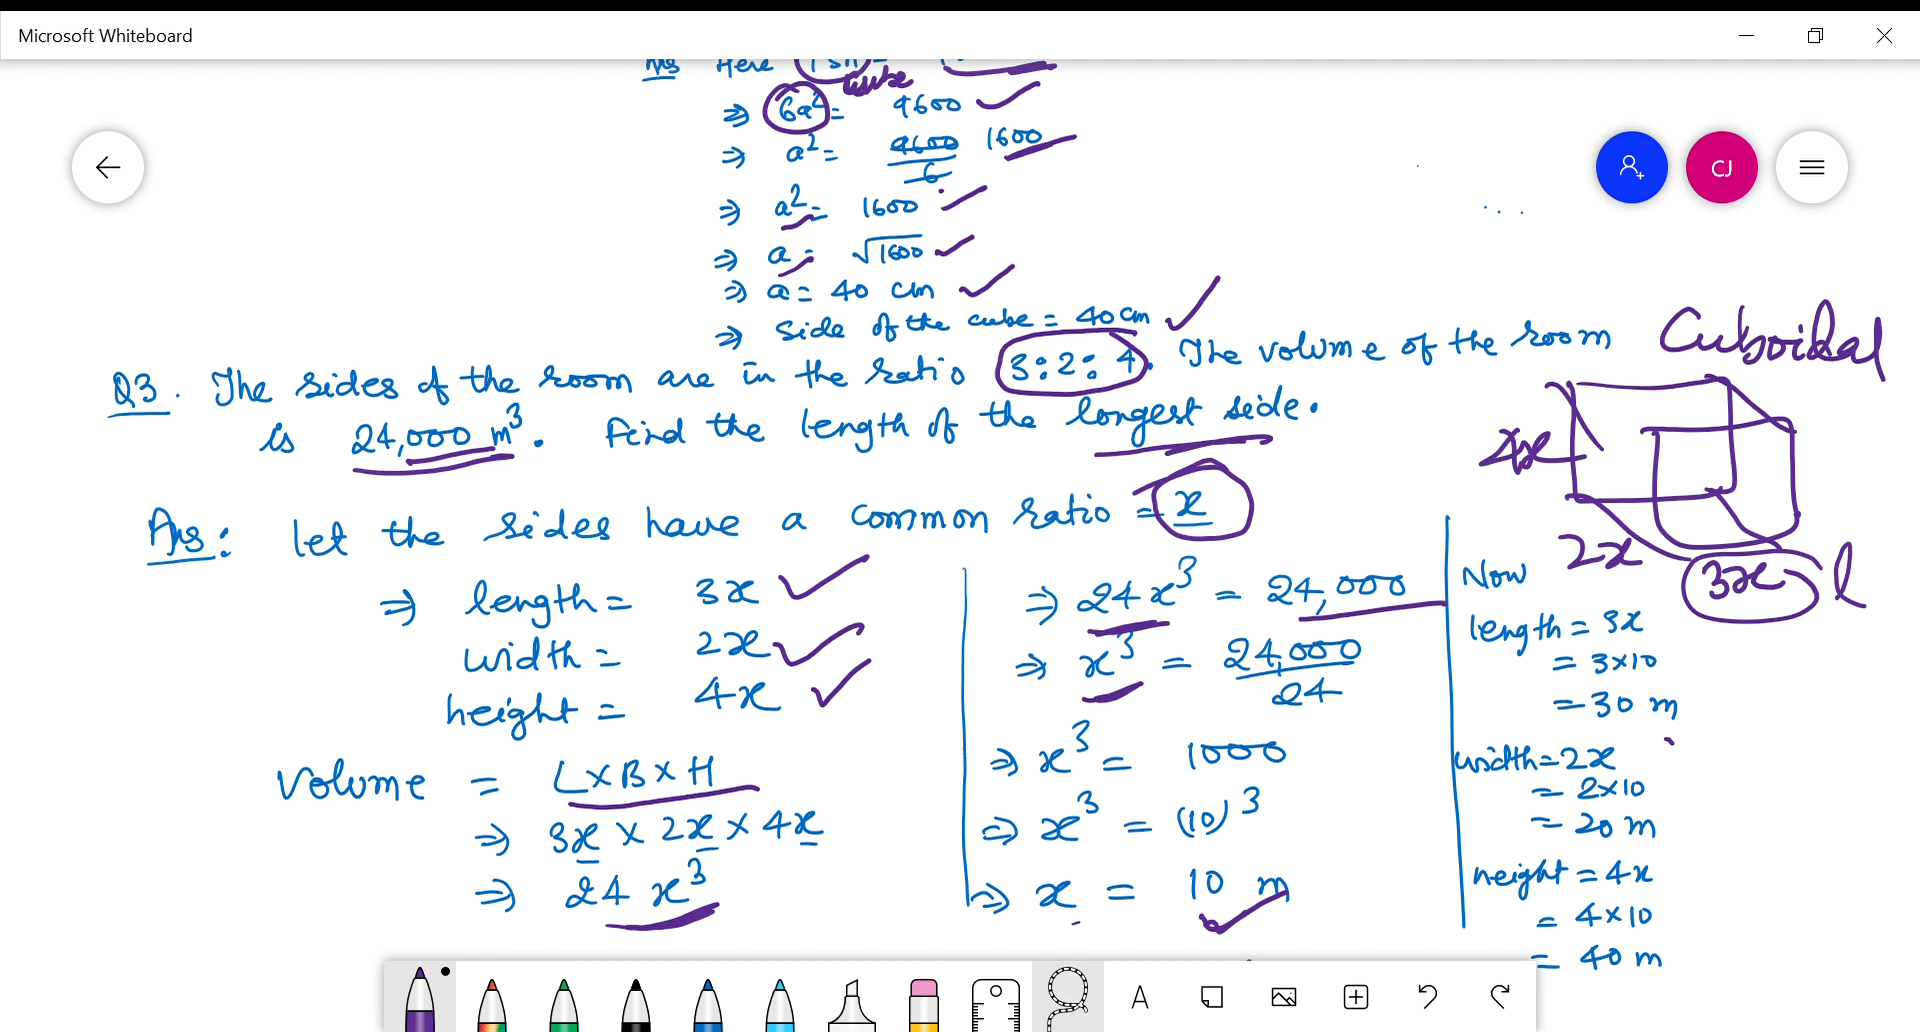 Microsoft Whiteboard
Ans Here
cube
⇒ 6a² = 9600
⇒ a² = 9600/6 1600
⇒ a² = 1600
⇒ a = √1600
⇒ a = 40 cm
⇒ Side of the cube = 40 cm
CJ
Q3. The sides of the room are in the ratio 3:2:4. The volume of the room
is 24,000 m³. Find the length of the longest side.
Cuboidal
4x
2x
3x l
Ans: let the sides have a common ratio = x
⇒ length = 3x
width = 2x
height = 4x
Volume = L×B×H
⇒ 3x × 2x × 4x
⇒ 24 x³
⇒ 24x³ = 24,000
⇒ x³ = 24,000/24
⇒ x³ = 1000
⇒ x³ = (10)³
⇒ x = 10 m
Now
length = 3x
= 3×10
= 30 m
width = 2x
= 2×10
= 20 m
height = 4x
= 4×10
= 40 m
A